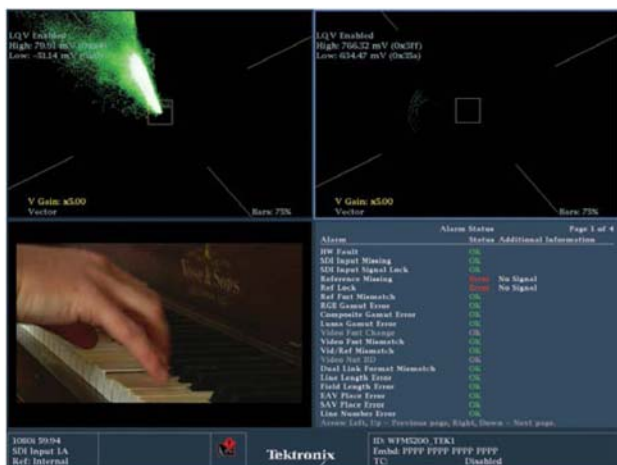 LQV Enabled
High: 79.91 mV
Low: -51.14 mV
V Gain: x5.00
Vector
Bars: 75%
LQV Enabled
High: 766.32 mV (0x3ff)
Low: 634.47 mV (0x35a)
V Gain: x5.00
Vector
Bars: 75%
Alarm Status Page 1 of 4
Alarm Status Additional Information
HW Fault OK
SDI Input Missing OK
SDI Input Signal Lock OK
Reference Missing Error No Signal
Ref Lock Error No Signal
Ref Fmt Mismatch OK
RGB Gamut Error OK
Composite Gamut Error OK
Luma Gamut Error OK
Video Fmt Change OK
Video Fmt Mismatch OK
Vid/Ref Mismatch OK
Video Not HD OK
Dual Link Format Mismatch OK
Line Length Error OK
Field Length Error OK
EAV Place Error OK
SAV Place Error OK
Line Number Error OK
Arrow Left, Up - Previous page, Right, Down - Next page.
1080i 59.94
SDI Input 1A
Ref: Internal
Tektronix
ID: WFM5200_TEK1
Embd: PPPP PPPP PPPP PPPP
TC: Disabled